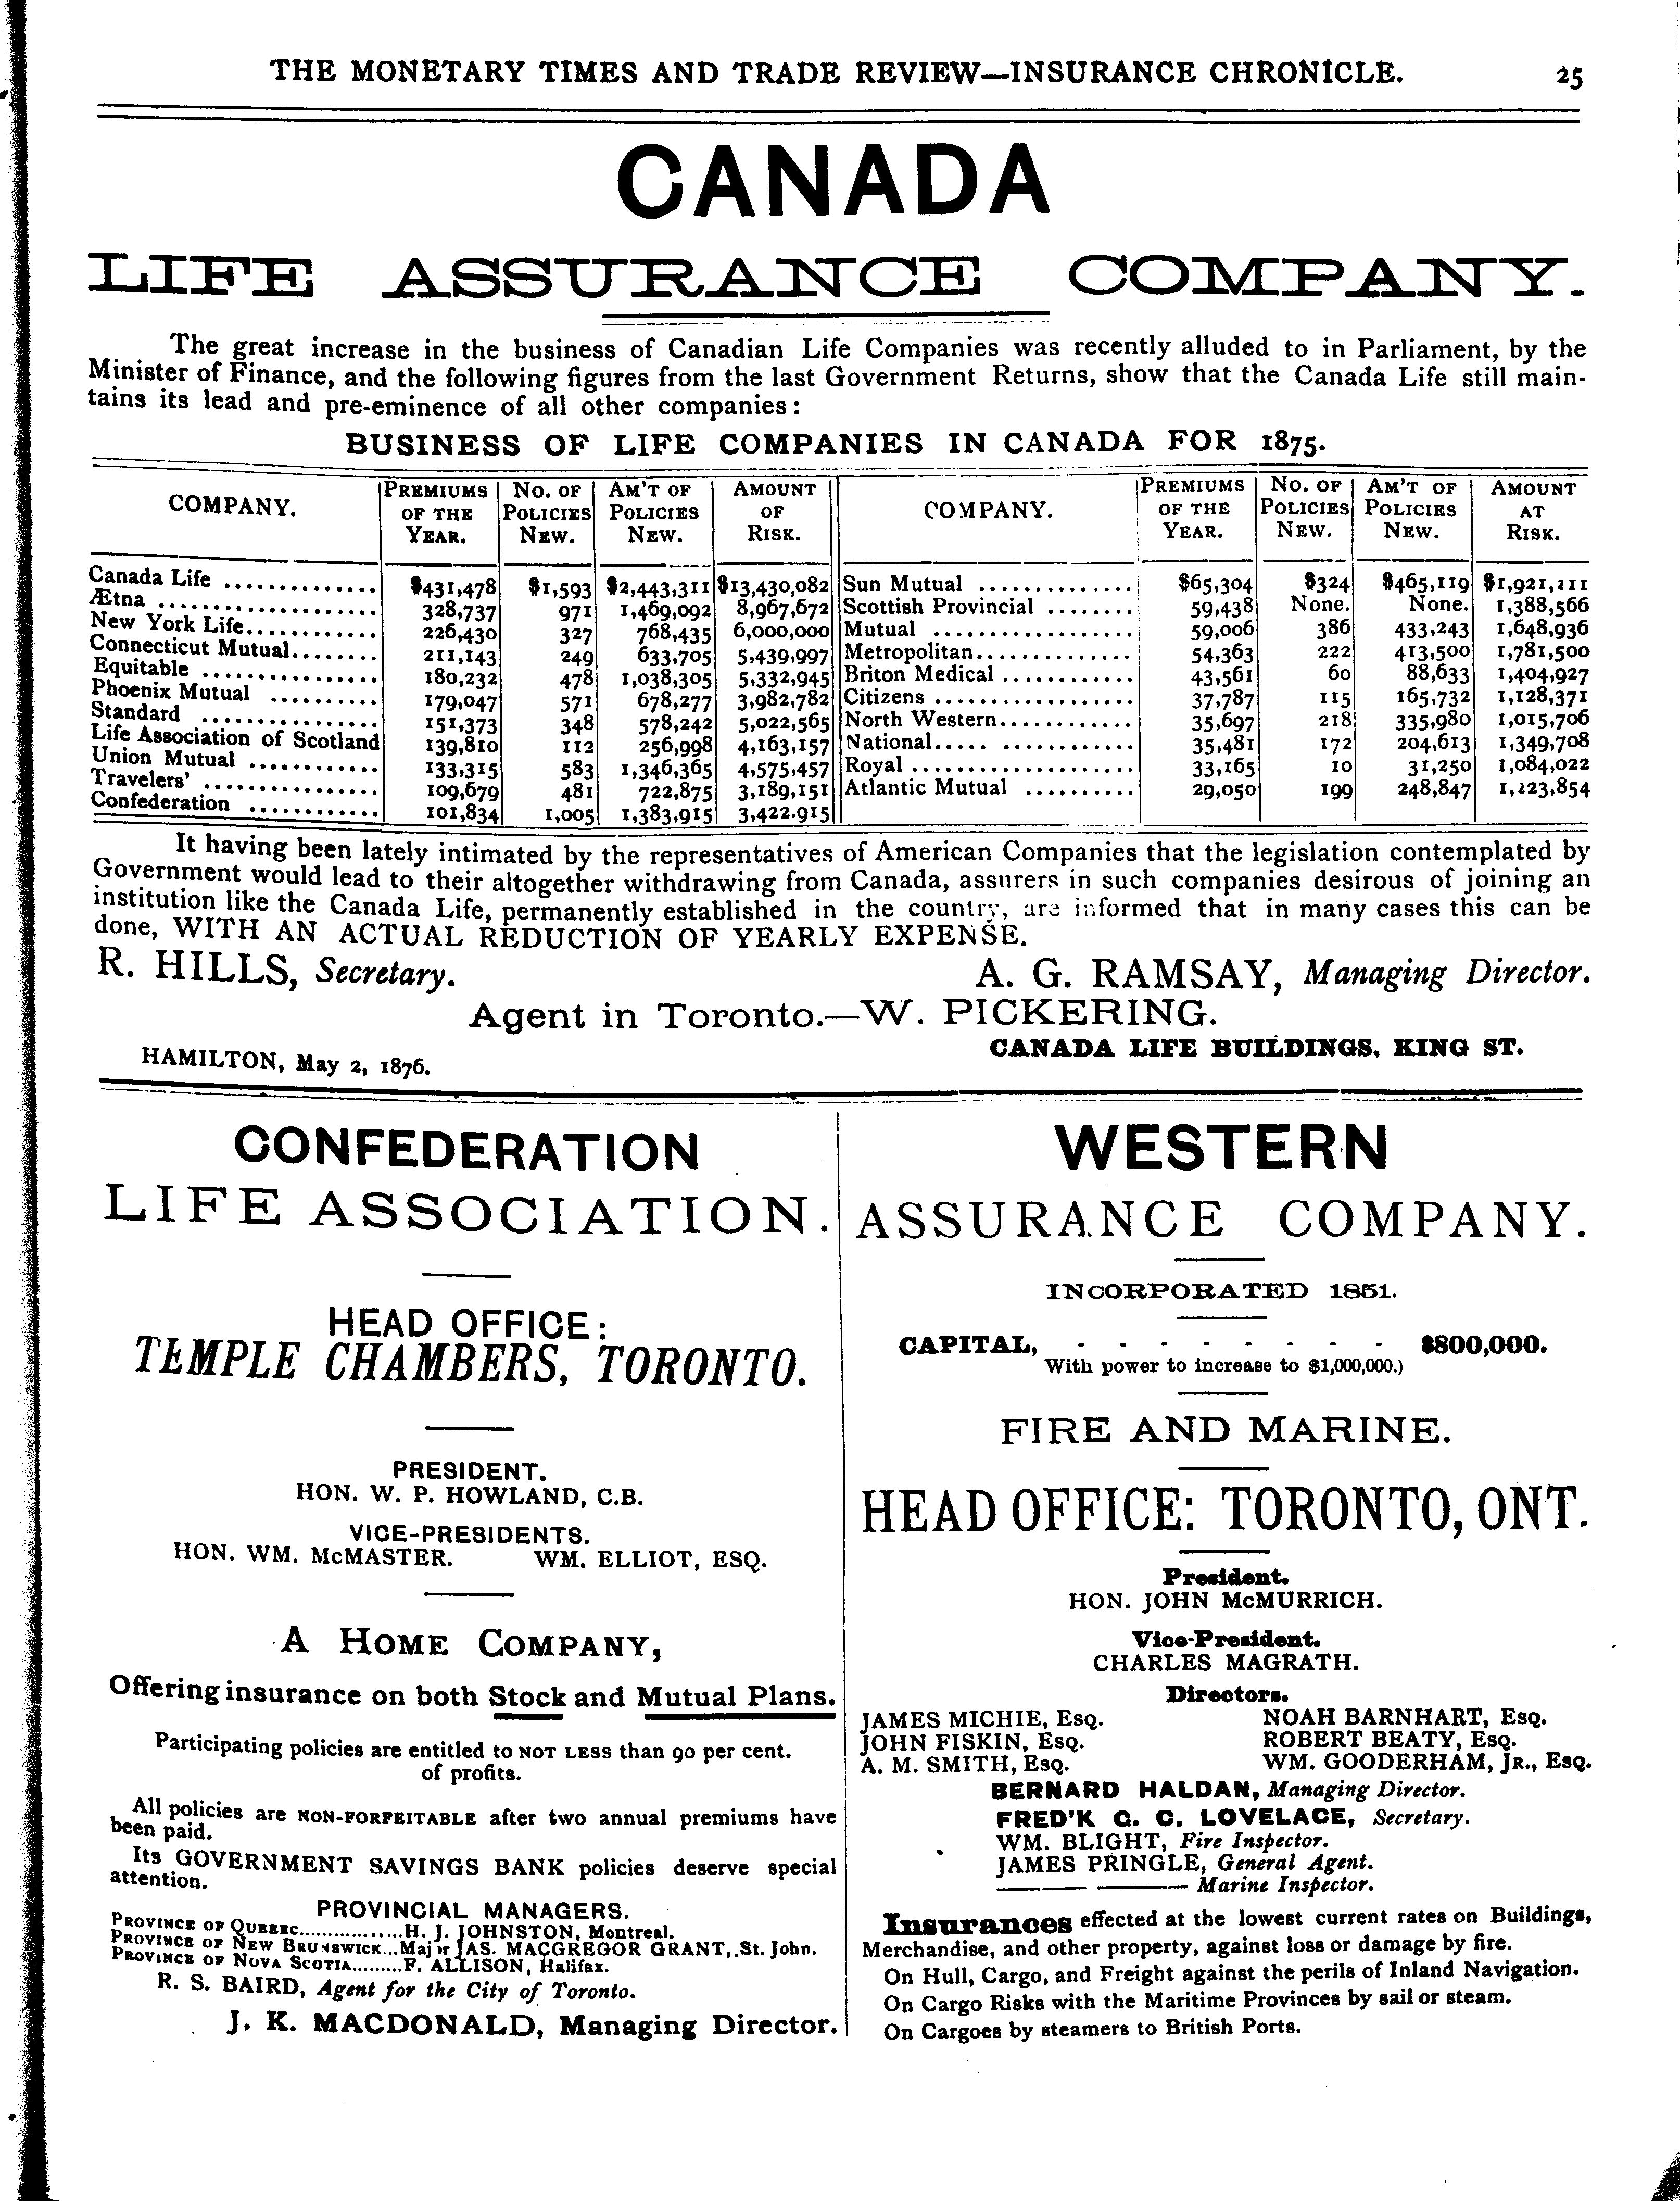 THE MONETARY TIMES AND TRADE REVIEW—INSURANCE CHRONICLE. 25
CANADA
LIFE ASSURANCE COMPANY.
The great increase in the business of Canadian Life Companies was recently alluded to in Parliament, by the
Minister of Finance, and the following figures from the last Government Returns, show that the Canada Life still main-
tains its lead and pre-eminence of all other companies:
BUSINESS OF LIFE COMPANIES IN CANADA FOR 1875.
COMPANY. PREMIUMS OF THE YEAR. NO. OF POLICIES NEW. AM'T OF POLICIES NEW. AMOUNT OF RISK. COMPANY. PREMIUMS OF THE YEAR. NO. OF POLICIES NEW. AM'T OF POLICIES NEW. AMOUNT AT RISK.
Canada Life .............. $431,478 $1,593 $2,443,311 $13,430,082 Sun Mutual .............. $65,304 $324 $465,119 $1,921,211
Ætna .................... 328,737 971 1,469,092 8,967,672 Scottish Provincial ........ 59,438 None. None. 1,388,566
New York Life............ 226,430 327 768,435 6,000,000 Mutual .................. 59,006 386 433,243 1,648,936
Connecticut Mutual........ 211,143 249 633,705 5,439,997 Metropolitan.............. 54,363 222 413,500 1,781,500
Equitable ................ 180,232 478 1,038,305 5,332,945 Briton Medical ............ 43,561 60 88,633 1,404,927
Phoenix Mutual .......... 179,047 571 678,277 3,982,782 Citizens .................. 37,787 115 165,732 1,128,371
Standard ................ 151,373 348 578,242 5,022,565 North Western............ 35,697 218 335,980 1,015,706
Life Association of Scotland 139,810 112 256,998 4,163,157 National..... ............ 35,481 172 204,613 1,349,708
Union Mutual ............ 133,315 583 1,346,365 4,575,457 Royal .................... 33,165 10 31,250 1,084,022
Travelers' ................ 109,679 481 722,875 3,189,151 Atlantic Mutual .......... 29,050 199 248,847 1,223,854
Confederation ............ 101,834 1,005 1,383,915 3,422.915
It having been lately intimated by the representatives of American Companies that the legislation contemplated by
Government would lead to their altogether withdrawing from Canada, assurers in such companies desirous of joining an
institution like the Canada Life, permanently established in the country, are informed that in many cases this can be
done, WITH AN ACTUAL REDUCTION OF YEARLY EXPENSE.
R. HILLS, Secretary. A. G. RAMSAY, Managing Director.
Agent in Toronto.—W. PICKERING.
CANADA LIFE BUILDINGS, KING ST.
HAMILTON, May 2, 1876.
CONFEDERATION
LIFE ASSOCIATION.
HEAD OFFICE:
TEMPLE CHAMBERS, TORONTO.
PRESIDENT.
HON. W. P. HOWLAND, C.B.
VICE-PRESIDENTS.
HON. WM. McMASTER. WM. ELLIOT, ESQ.
A HOME COMPANY,
Offering insurance on both Stock and Mutual Plans.
Participating policies are entitled to NOT LESS than 90 per cent.
of profits.
All policies are NON-FORFEITABLE after two annual premiums have
been paid.
Its GOVERNMENT SAVINGS BANK policies deserve special
attention.
PROVINCIAL MANAGERS.
PROVINCE OF QUEBEC....................H. J. JOHNSTON, Montreal.
PROVINCE OF NEW BRUNSWICK...Major JAS. MACGREGOR GRANT, St. John.
PROVINCE OF NOVA SCOTIA.........F. ALLISON, Halifax.
R. S. BAIRD, Agent for the City of Toronto.
J. K. MACDONALD, Managing Director.
WESTERN
ASSURANCE COMPANY.
INCORPORATED 1851.
CAPITAL, - - - - - - - - $800,000.
With power to increase to $1,000,000.)
FIRE AND MARINE.
HEAD OFFICE: TORONTO, ONT.
President.
HON. JOHN McMURRICH.
Vice-President.
CHARLES MAGRATH.
Directors.
JAMES MICHIE, ESQ. NOAH BARNHART, ESQ.
JOHN FISKIN, ESQ. ROBERT BEATY, ESQ.
A. M. SMITH, ESQ. WM. GOODERHAM, JR., ESQ.
BERNARD HALDAN, Managing Director.
FRED'K G. C. LOVELACE, Secretary.
WM. BLIGHT, Fire Inspector.
JAMES PRINGLE, General Agent.
——— ——— Marine Inspector.
Insurances effected at the lowest current rates on Buildings,
Merchandise, and other property, against loss or damage by fire.
On Hull, Cargo, and Freight against the perils of Inland Navigation.
On Cargo Risks with the Maritime Provinces by sail or steam.
On Cargoes by steamers to British Ports.